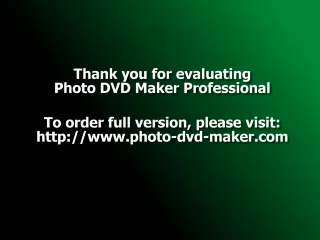 Thank you for evaluating
Photo DVD Maker Professional
To order full version, please visit:
http://www.photo-dvd-maker.com